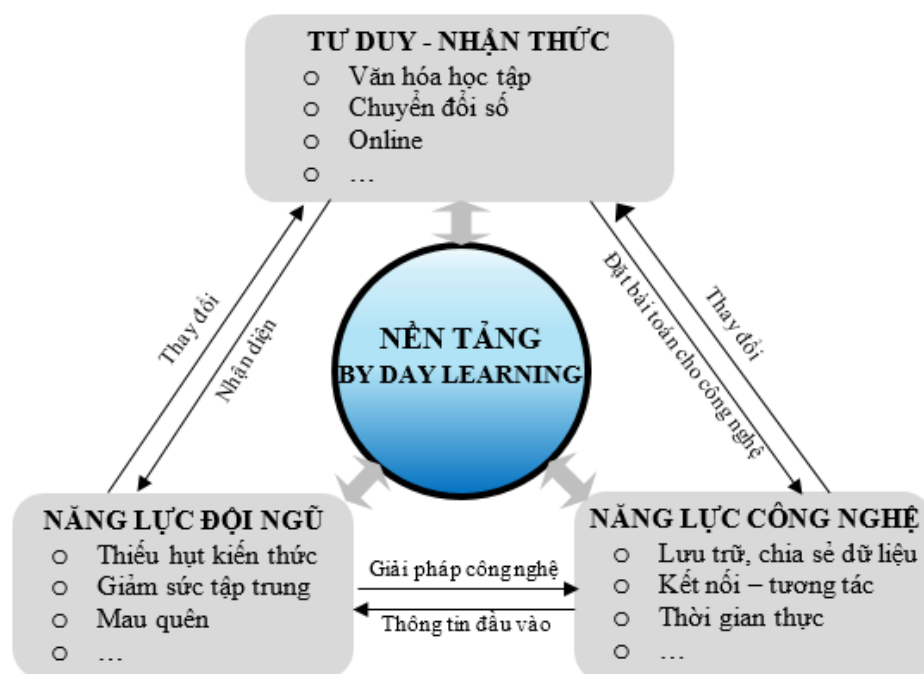 TƯ DUY - NHẬN THỨC
o Văn hóa học tập
o Chuyển đổi số
o Online
o …
Thay đổi
Nhận diện
Đặt bài toán cho công nghệ
Thay đổi
NỀN TẢNG
BY DAY LEARNING
NĂNG LỰC ĐỘI NGŨ
o Thiếu hụt kiến thức
o Giảm sức tập trung
o Mau quên
o …
Giải pháp công nghệ
Thông tin đầu vào
NĂNG LỰC CÔNG NGHỆ
o Lưu trữ, chia sẻ dữ liệu
o Kết nối – tương tác
o Thời gian thực
o …